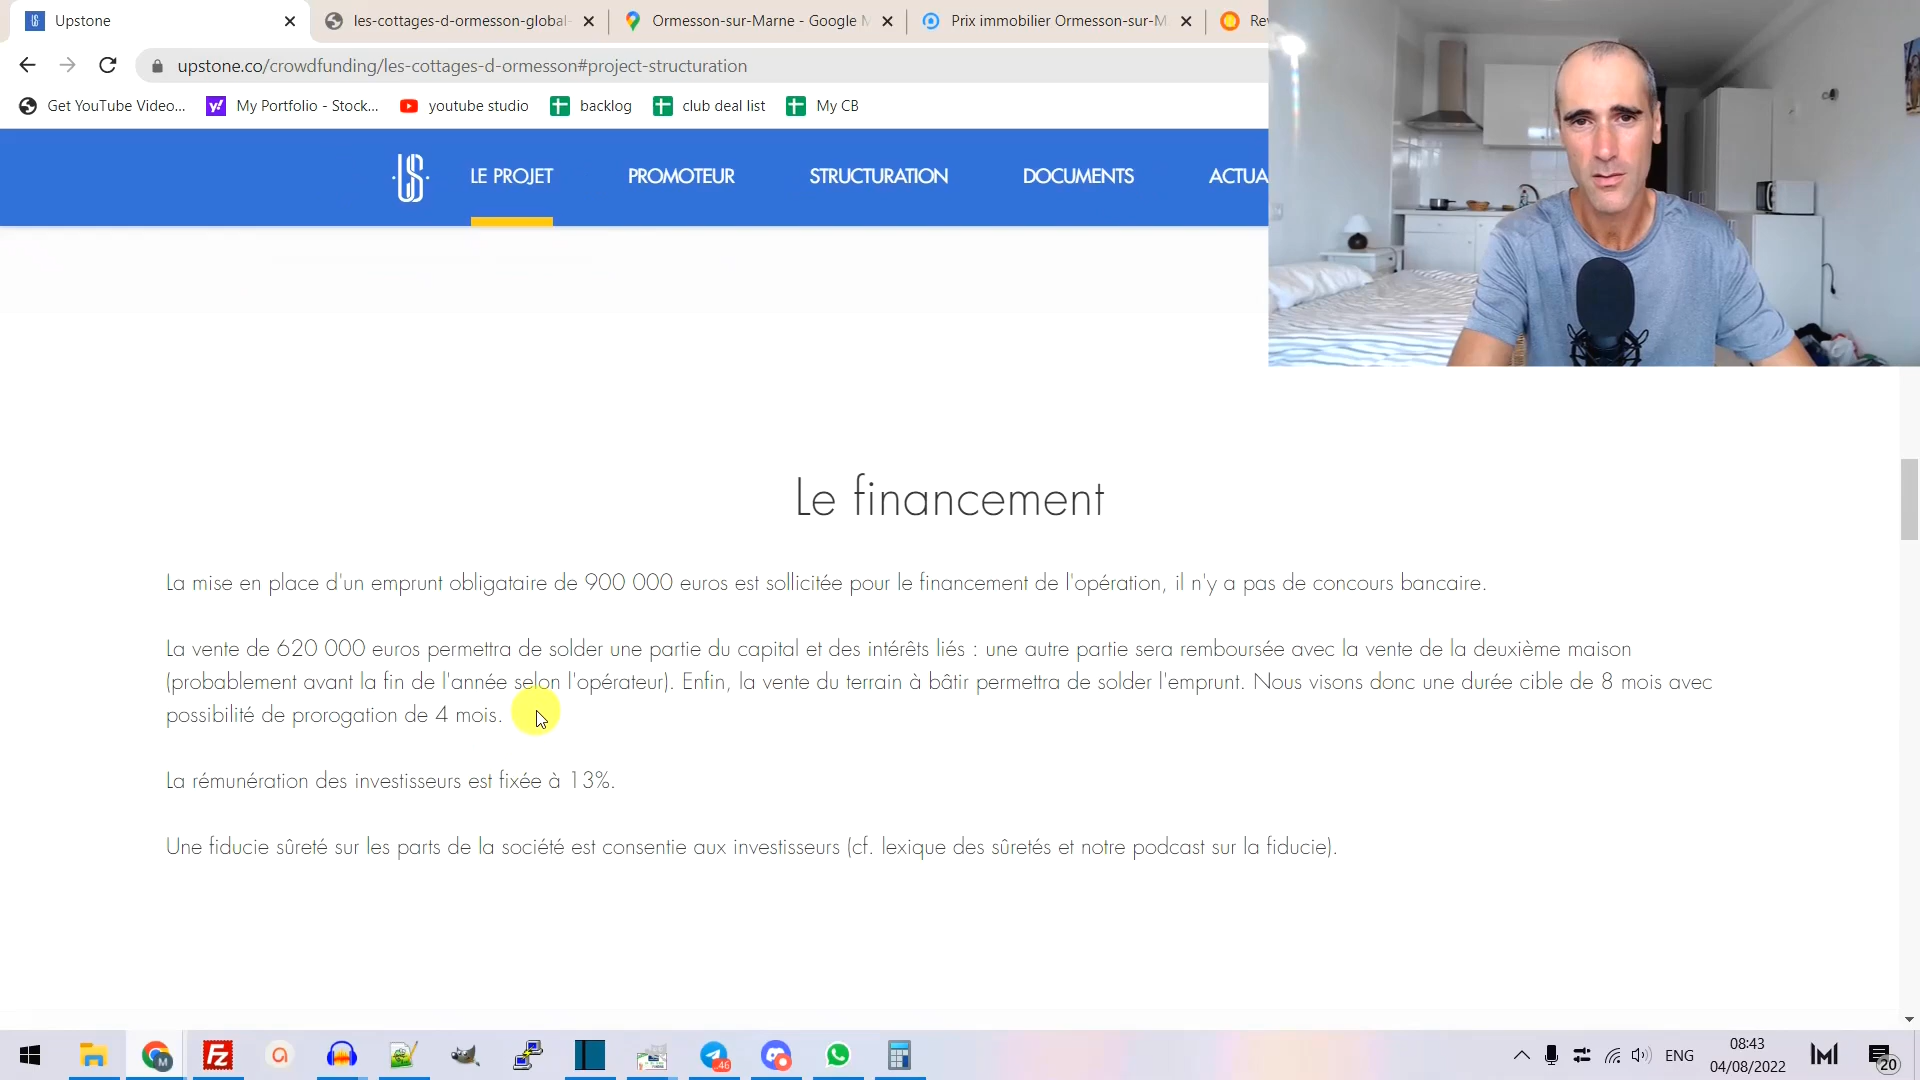 Upstone
les-cottages-d-ormesson-global-
Ormesson-sur-Marne - Google M
Prix immobilier Ormesson-sur-M
Re
upstone.co/crowdfunding/les-cottages-d-ormesson#project-structuration
Get YouTube Video...
My Portfolio - Stock...
youtube studio
backlog
club deal list
My CB
LE PROJET
PROMOTEUR
STRUCTURATION
DOCUMENTS
ACTUA
Le financement
La mise en place d'un emprunt obligataire de 900 000 euros est sollicitée pour le financement de l'opération, il n'y a pas de concours bancaire.
La vente de 620 000 euros permettra de solder une partie du capital et des intérêts liés : une autre partie sera remboursée avec la vente de la deuxième maison
(probablement avant la fin de l'année selon l'opérateur). Enfin, la vente du terrain à bâtir permettra de solder l'emprunt. Nous visons donc une durée cible de 8 mois avec
possibilité de prorogation de 4 mois.
La rémunération des investisseurs est fixée à 13%.
Une fiducie sûreté sur les parts de la société est consentie aux investisseurs (cf. lexique des sûretés et notre podcast sur la fiducie).
ENG
08:43
04/08/2022
20